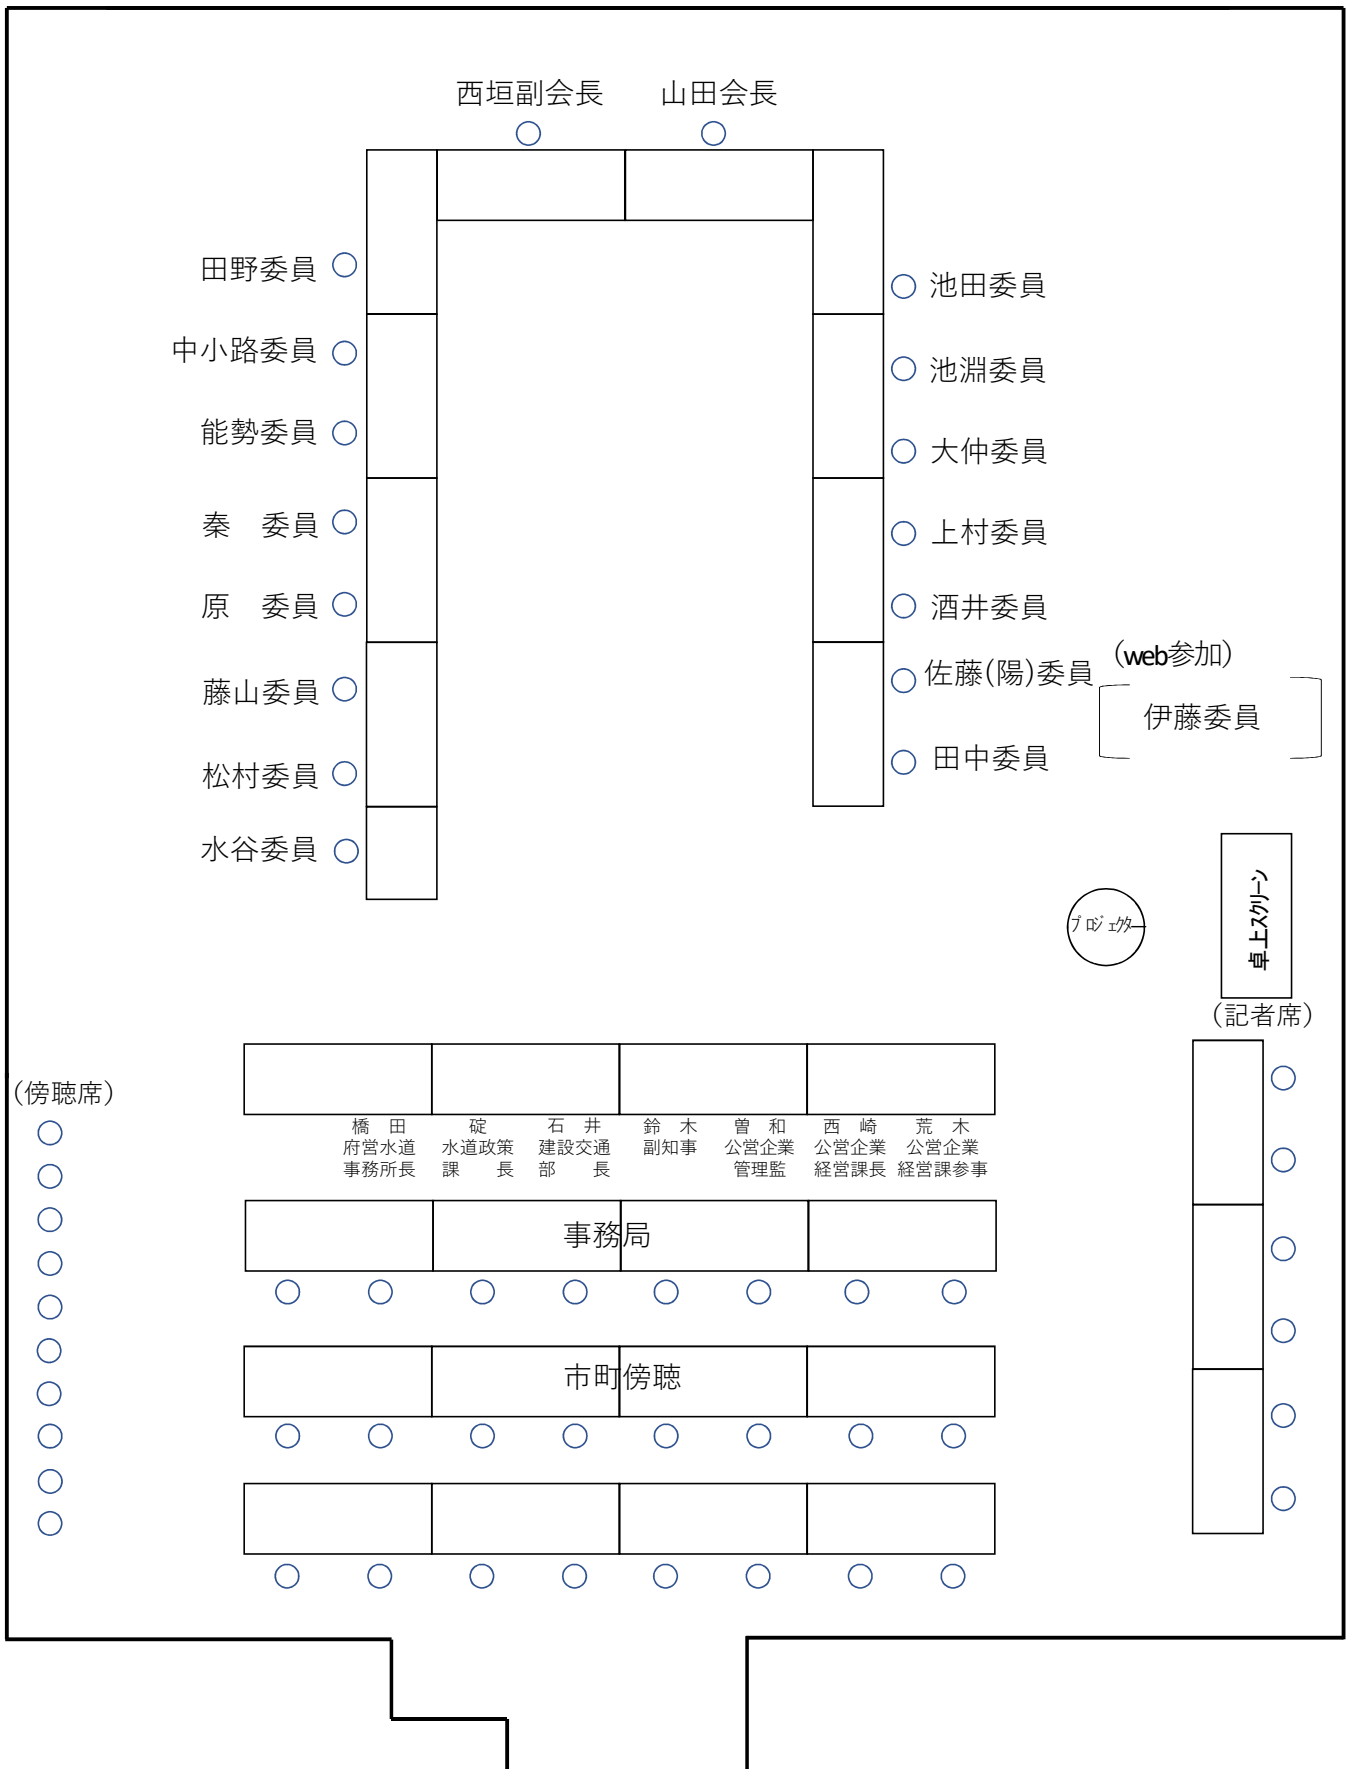 西垣副会長　山田会長
田野委員
中小路委員
能勢委員
秦　委員
原　委員
藤山委員
松村委員
水谷委員
池田委員
池淵委員
大仲委員
上村委員
酒井委員
佐藤(陽)委員
田中委員
（web参加）
伊藤委員
プロジェクター
卓上スクリーン
（記者席）
（傍聴席）
橋　田
府営水道
事務所長
碇
水道政策
課　　長
石　井
建設交通
部　　長
鈴　木
副知事
曽　和
公営企業
管理監
西　崎
公営企業
経営課長
荒　木
公営企業
経営課参事
事務局
市町傍聴